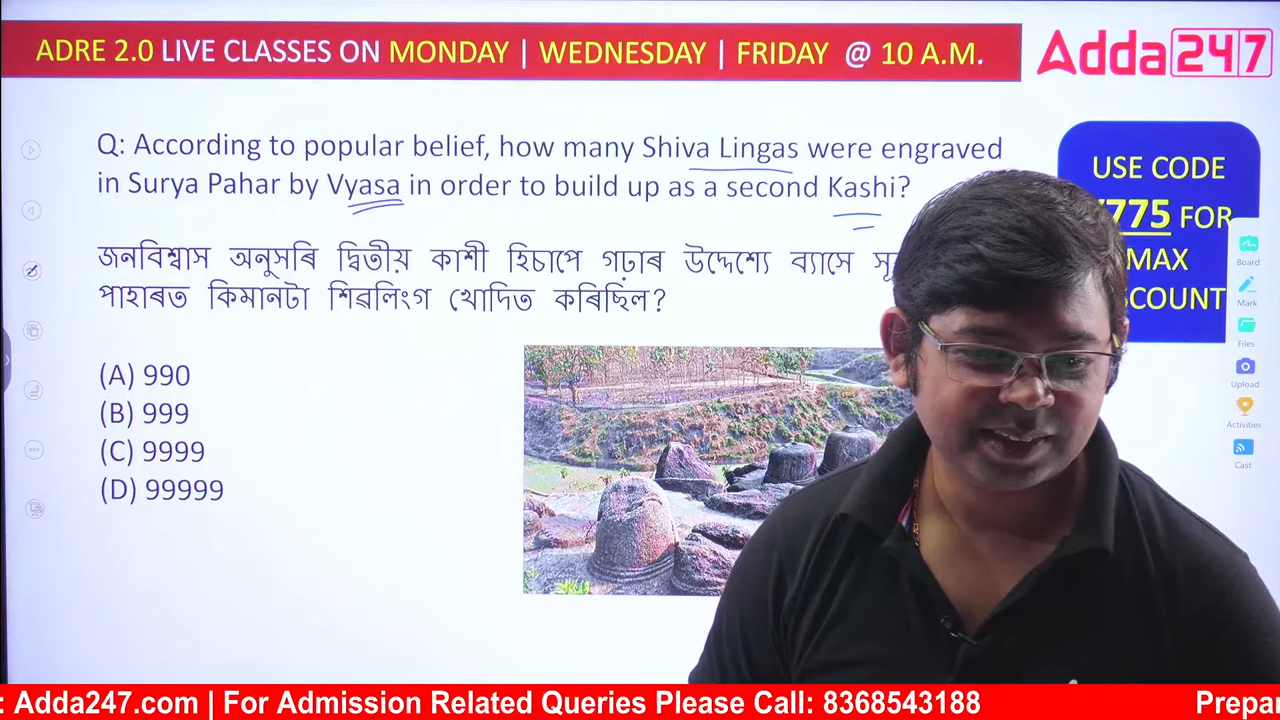 ADRE 2.0 LIVE CLASSES ON MONDAY | WEDNESDAY | FRIDAY @ 10 A.M.
Adda247
Q: According to popular belief, how many Shiva Lingas were engraved
in Surya Pahar by Vyasa in order to build up as a second Kashi?
USE CODE
775 FOR
MAX
জনবিশ্বাস অনুসৰি দ্বিতীয় কাশী হিচাপে গঢ়াৰ উদ্দেশ্যে ব্যাসে
পাহাৰত কিমানটা শিৱলিংগ খোদিত কৰিছিল?
(A) 990
(B) 999
(C) 9999
(D) 99999
Board
Mark
Files
Upload
Activities
Cast
: Adda247.com | For Admission Related Queries Please Call: 8368543188